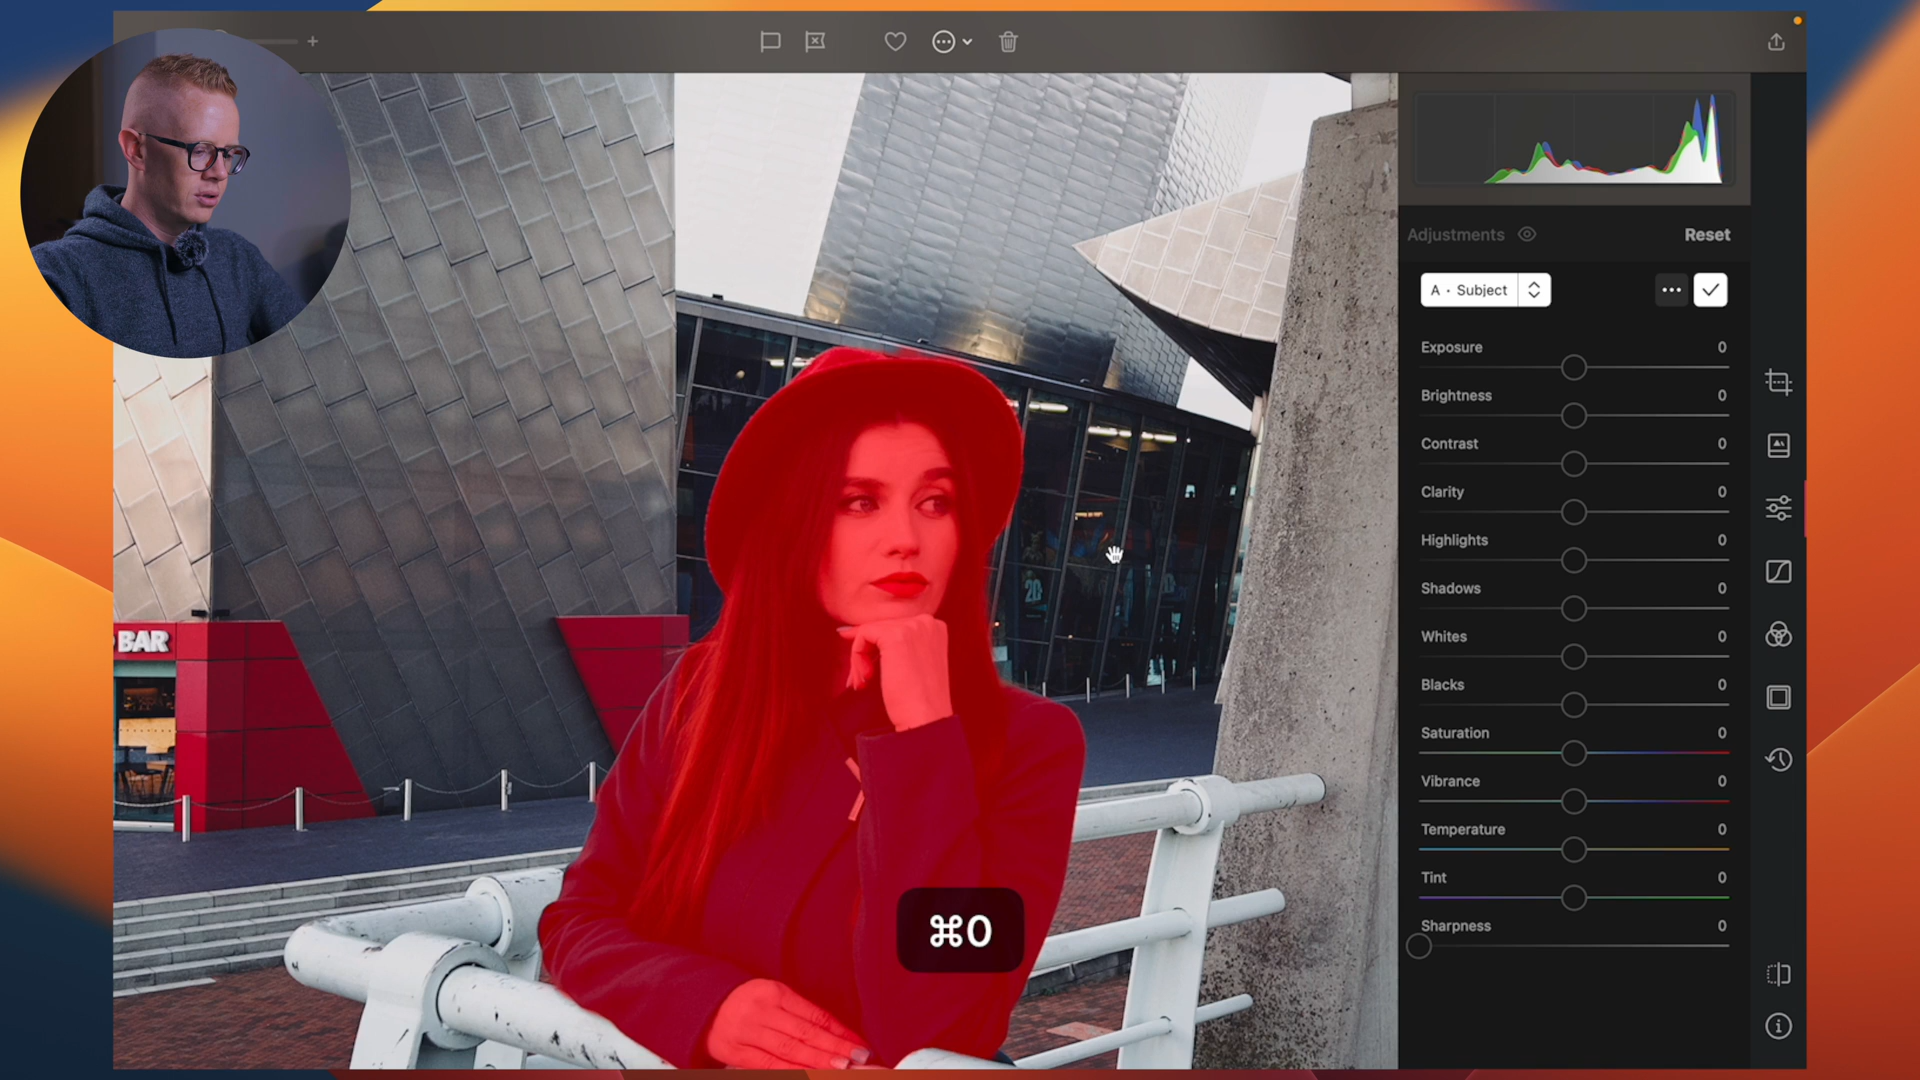 Adjustments
Reset
A · Subject
Exposure 0
Brightness 0
Contrast 0
Clarity 0
Highlights 0
Shadows 0
Whites 0
Blacks 0
Saturation 0
Vibrance 0
Temperature 0
Tint 0
Sharpness 0
BAR
20
⌘0